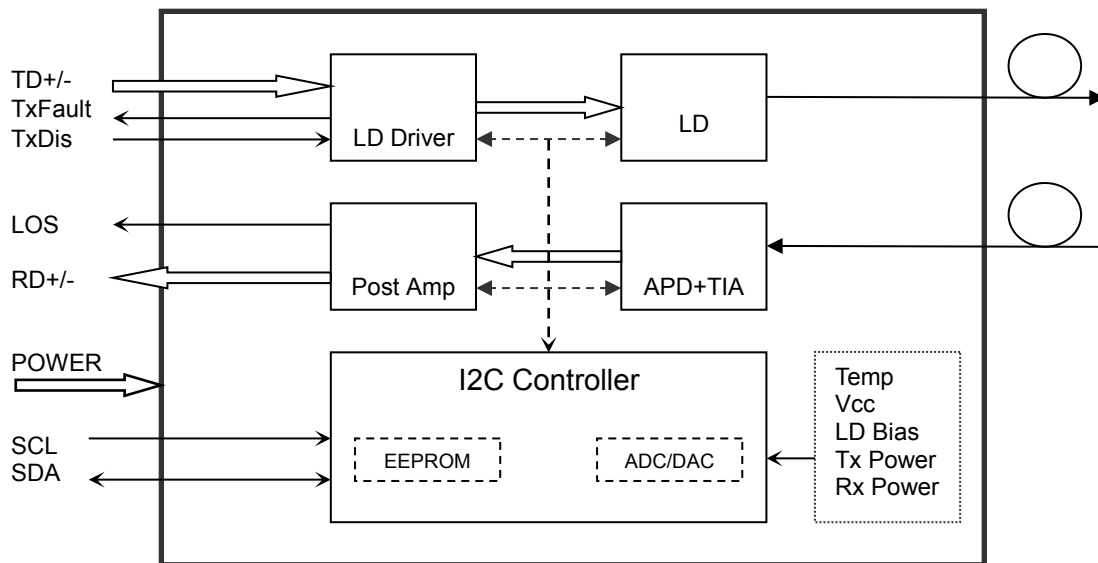 TD+/-
TxFault
TxDis
LD Driver
LD
LOS
RD+/-
Post Amp
APD+TIA
POWER
I2C Controller
SCL
SDA
EEPROM
ADC/DAC
Temp
Vcc
LD Bias
Tx Power
Rx Power